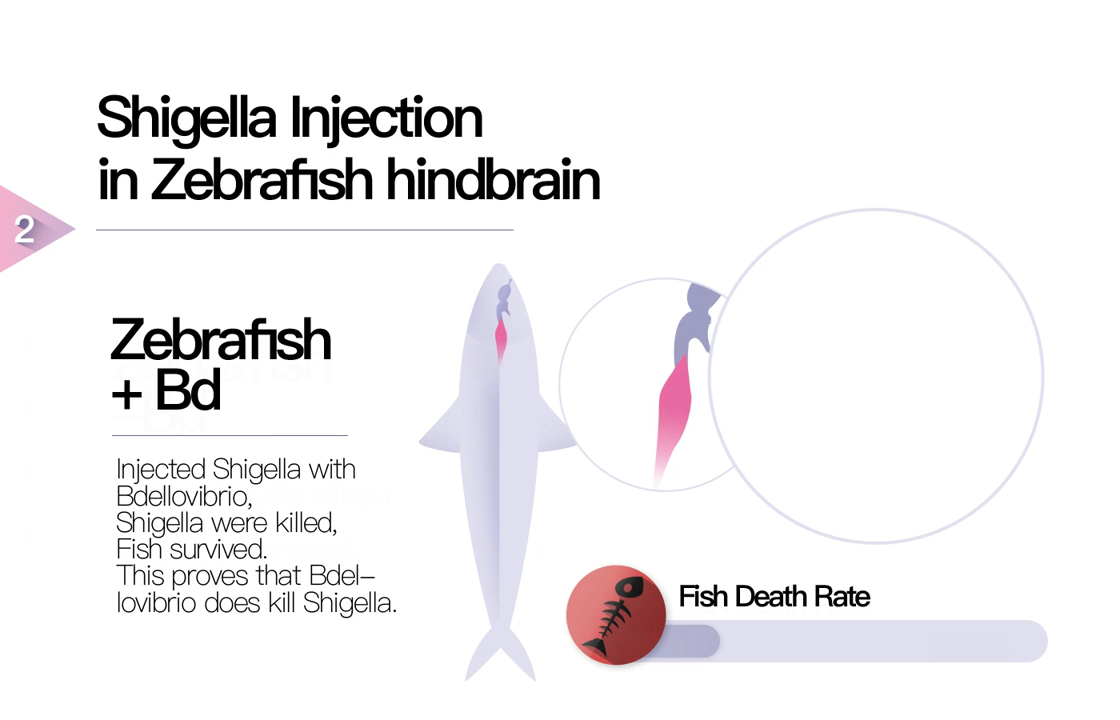 Shigella Injection
in Zebrafish hindbrain
2
Zebrafish
+ Bd
Injected Shigella with
Bdellovibrio,
Shigella were killed,
Fish survived.
This proves that Bdel-
lovibrio does kill Shigella.
Fish Death Rate